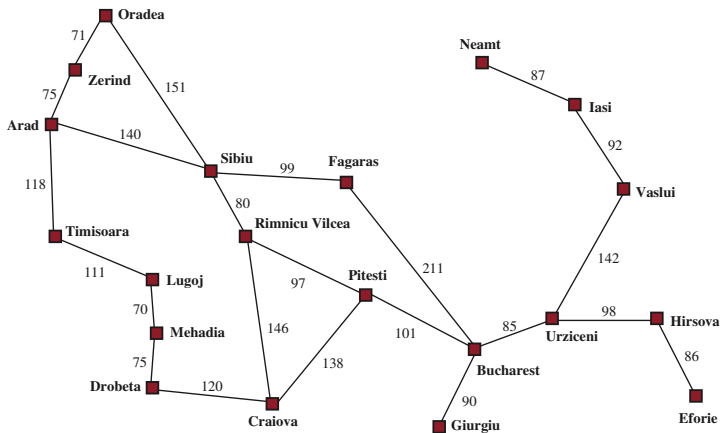 Oradea
71
Neamt
Zerind
87
75
151
Iasi
Arad
140
92
Sibiu
99
Fagaras
118
Vaslui
80
Rimnicu Vilcea
Timisoara
142
111
211
Lugoj
97
Pitesti
70
98
146
101
85
Hirsova
Mehadia
138
Urziceni
86
75
Bucharest
120
Drobeta
90
Craiova
Giurgiu
Eforie